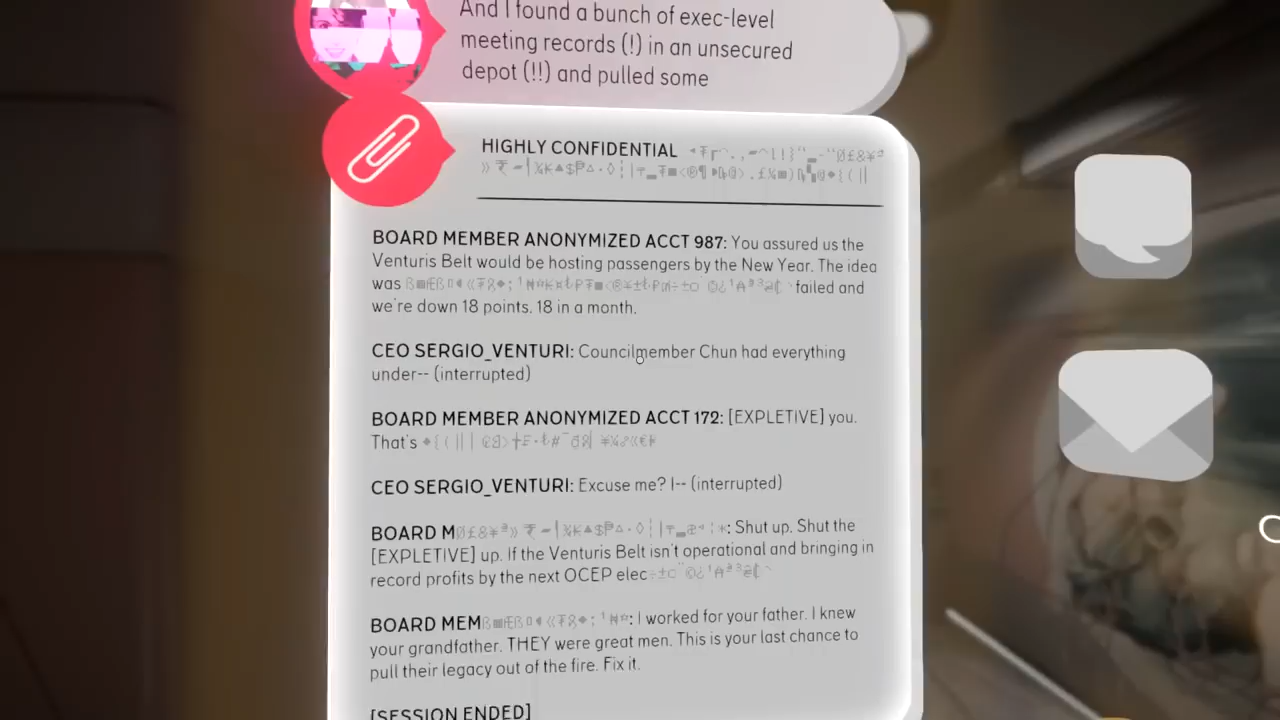 And I found a bunch of exec-level
meeting records (!) in an unsecured
depot (!!) and pulled some
HIGHLY CONFIDENTIAL
BOARD MEMBER ANONYMIZED ACCT 987: You assured us the
Venturis Belt would be hosting passengers by the New Year. The idea
was failed and
we're down 18 points. 18 in a month.
CEO SERGIO_VENTURI: Councilmember Chun had everything
under-- (interrupted)
BOARD MEMBER ANONYMIZED ACCT 172: [EXPLETIVE] you.
That's
CEO SERGIO_VENTURI: Excuse me? I-- (interrupted)
BOARD M : Shut up. Shut the
[EXPLETIVE] up. If the Venturis Belt isn't operational and bringing in
record profits by the next OCEP elec
BOARD MEM : I worked for your father. I knew
your grandfather. THEY were great men. This is your last chance to
pull their legacy out of the fire. Fix it.
[SESSION ENDED]